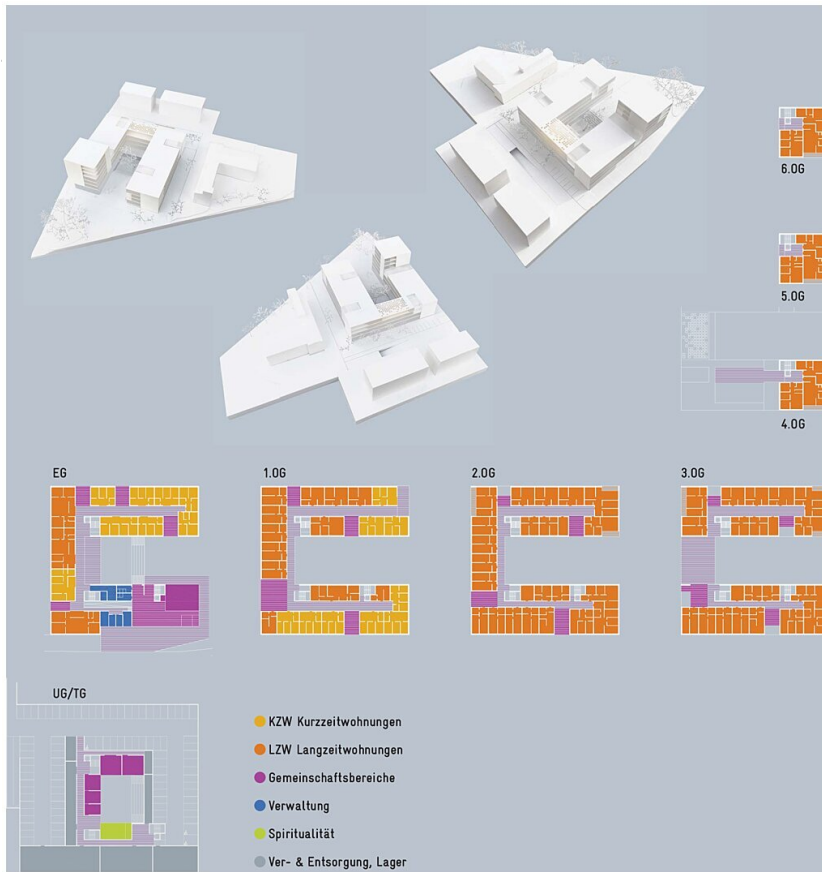 6.OG
5.OG
4.OG
EG
1.OG
2.OG
3.OG
UG/TG
KZW Kurzzeitwohnungen
LZW Langzeitwohnungen
Gemeinschaftsbereiche
Verwaltung
Spiritualität
Ver- & Entsorgung, Lager